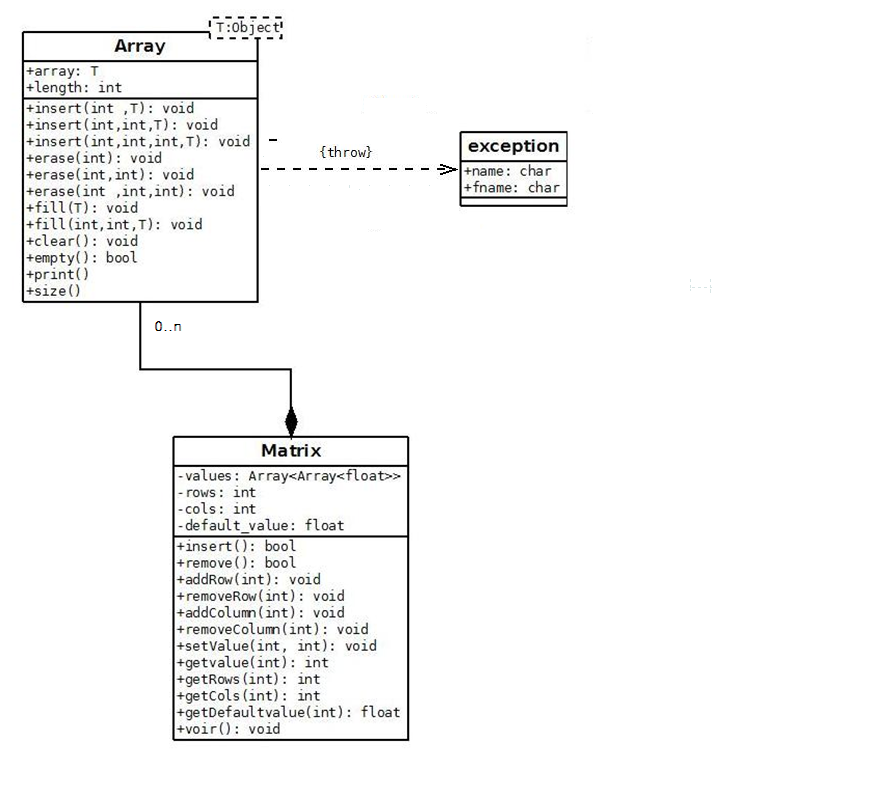 T:Object
Array
+array: T
+length: int
+insert(int ,T): void
+insert(int,int,T): void
+insert(int,int,int,T): void
+erase(int): void
+erase(int,int): void
+erase(int ,int,int): void
+fill(T): void
+fill(int,int,T): void
+clear(): void
+empty(): bool
+print()
+size()
{throw}
exception
+name: char
+fname: char
0..n
Matrix
-values: Array<Array<float>>
-rows: int
-cols: int
-default_value: float
+insert(): bool
+remove(): bool
+addRow(int): void
+removeRow(int): void
+addColumn(int): void
+removeColumn(int): void
+setValue(int, int): void
+getvalue(int): int
+getRows(int): int
+getCols(int): int
+getDefaultvalue(int): float
+voir(): void